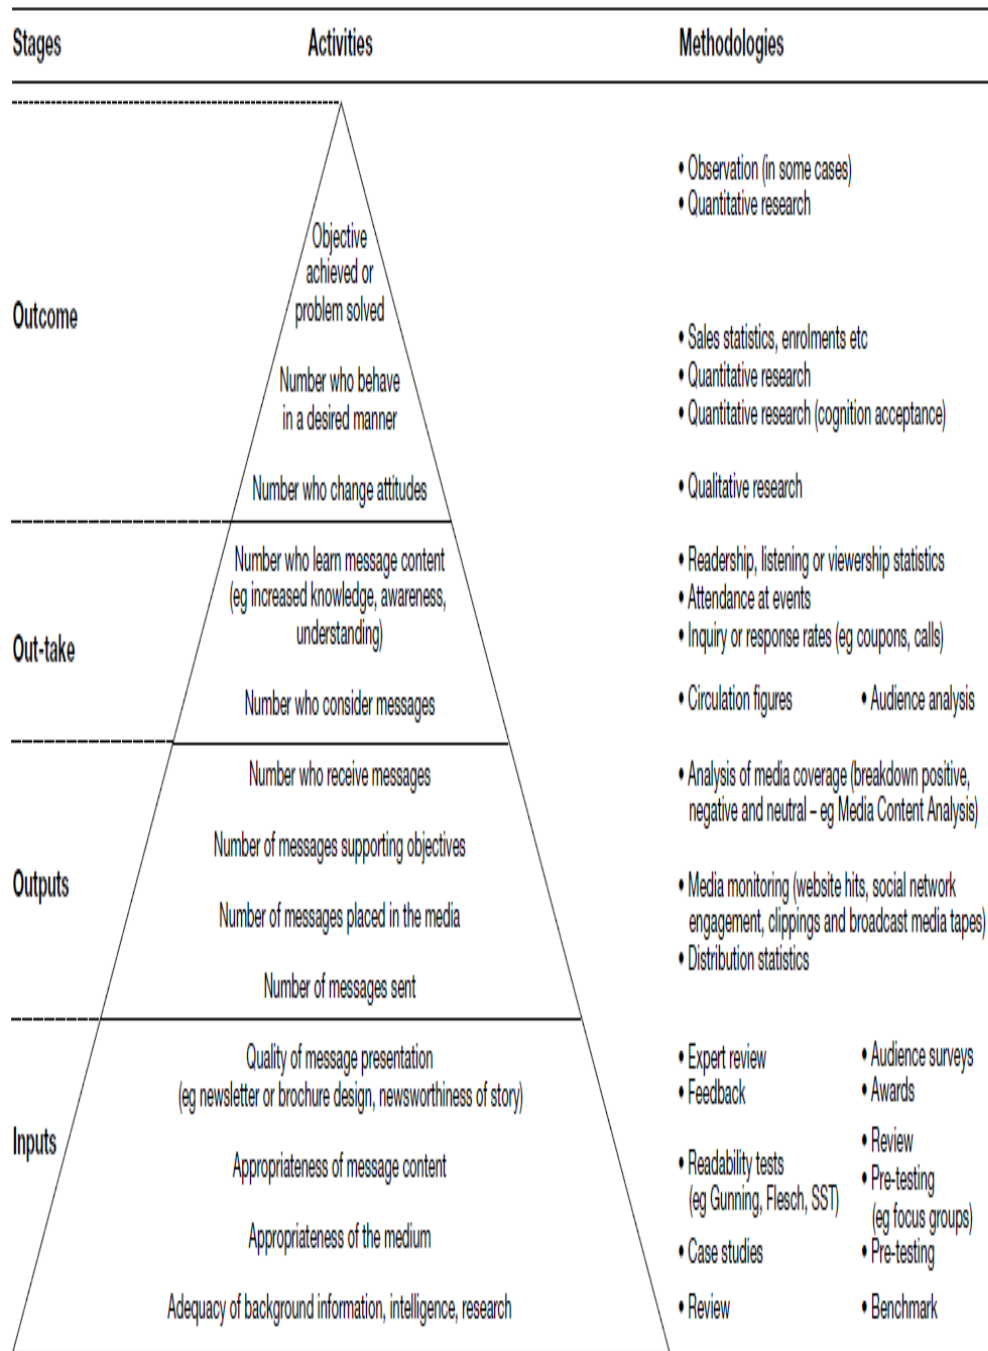 Stages Activities Methodologies
• Observation (in some cases)
• Quantitative research
Objective
achieved or
problem solved
Outcome
• Sales statistics, enrolments etc
Number who behave
in a desired manner
• Quantitative research
• Quantitative research (cognition acceptance)
Number who change attitudes
• Qualitative research
Number who learn message content
(eg increased knowledge, awareness,
understanding)
• Readership, listening or viewership statistics
• Attendance at events
• Inquiry or response rates (eg coupons, calls)
Out-take
Number who consider messages
• Circulation figures • Audience analysis
Number who receive messages
• Analysis of media coverage (breakdown positive,
negative and neutral – eg Media Content Analysis)
Number of messages supporting objectives
Outputs
• Media monitoring (website hits, social network
engagement, clippings and broadcast media tapes)
Number of messages placed in the media
• Distribution statistics
Number of messages sent
Quality of message presentation
(eg newsletter or brochure design, newsworthiness of story)
• Expert review • Audience surveys
• Feedback • Awards
Inputs
• Review
Appropriateness of message content
• Readability tests
(eg Gunning, Flesch, SST)
• Pre-testing
(eg focus groups)
Appropriateness of the medium
• Case studies • Pre-testing
Adequacy of background information, intelligence, research
• Review • Benchmark